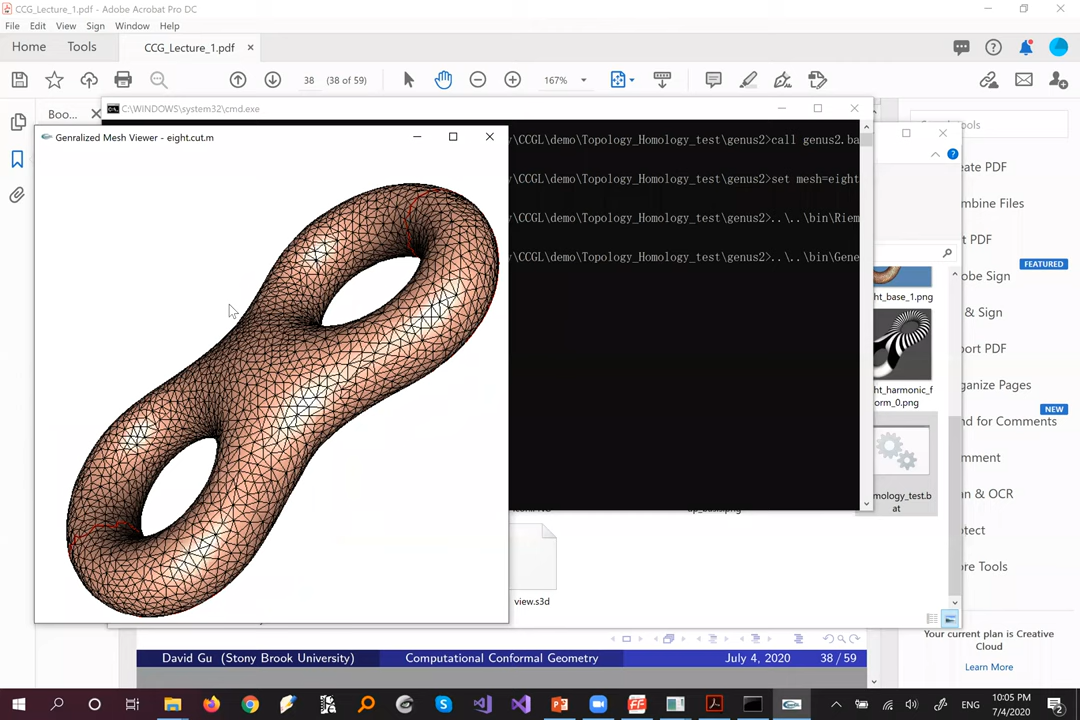 CCG_Lecture_1.pdf - Adobe Acrobat Pro DC
File Edit View Sign Window Help
Home Tools CCG_Lecture_1.pdf ×
38 (38 of 59) 167%
Boo...
C:\WINDOWS\system32\cmd.exe
Genralized Mesh Viewer - eight.cut.m
y\CCGL\demo\Topology_Homology_test\genus2>call genus2.ba
y\CCGL\demo\Topology_Homology_test\genus2>set mesh=eight
y\CCGL\demo\Topology_Homology_test\genus2>..\..\bin\Riem
y\CCGL\demo\Topology_Homology_test\genus2>..\..\bin\Gene
ools
eate PDF
mbine Files
t PDF
obe Sign
FEATURED
& Sign
port PDF
ganize Pages
nd for Comments
NEW
mment
n & OCR
otect
ore Tools
ht_base_1.png
ht_harmonic_f
orm_0.png
mology_test.b
at
view.s3d
Your current plan is Creative
Cloud
Learn More
David Gu (Stony Brook University) Computational Conformal Geometry July 4, 2020 38 / 59
ENG
10:05 PM
7/4/2020
2